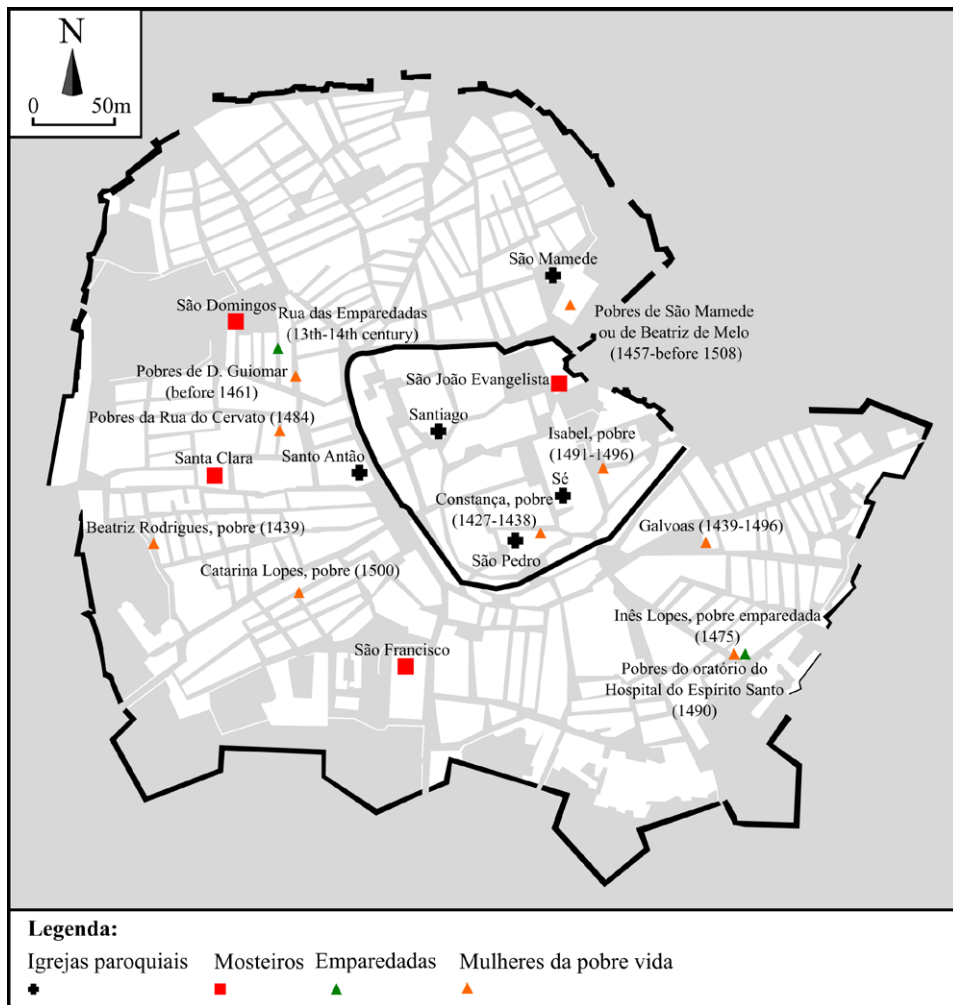 N
0 50m
São Mamede
Pobres de São Mamede
ou de Beatriz de Melo
(1457-before 1508)
São Domingos
Rua das Emparedadas
(13th-14th century)
Pobres de D. Guiomar
(before 1461)
São João Evangelista
Pobres da Rua do Cervato (1484)
Santiago
Isabel, pobre
(1491-1496)
Santa Clara
Santo Antão
Sé
Constança, pobre
(1427-1438)
São Pedro
Beatriz Rodrigues, pobre (1439)
Galvoas (1439-1496)
Catarina Lopes, pobre (1500)
Inês Lopes, pobre emparedada
(1475)
São Francisco
Pobres do oratório do
Hospital do Espírito Santo
(1490)
Legenda:
Igrejas paroquiais Mosteiros Emparedadas Mulheres da pobre vida